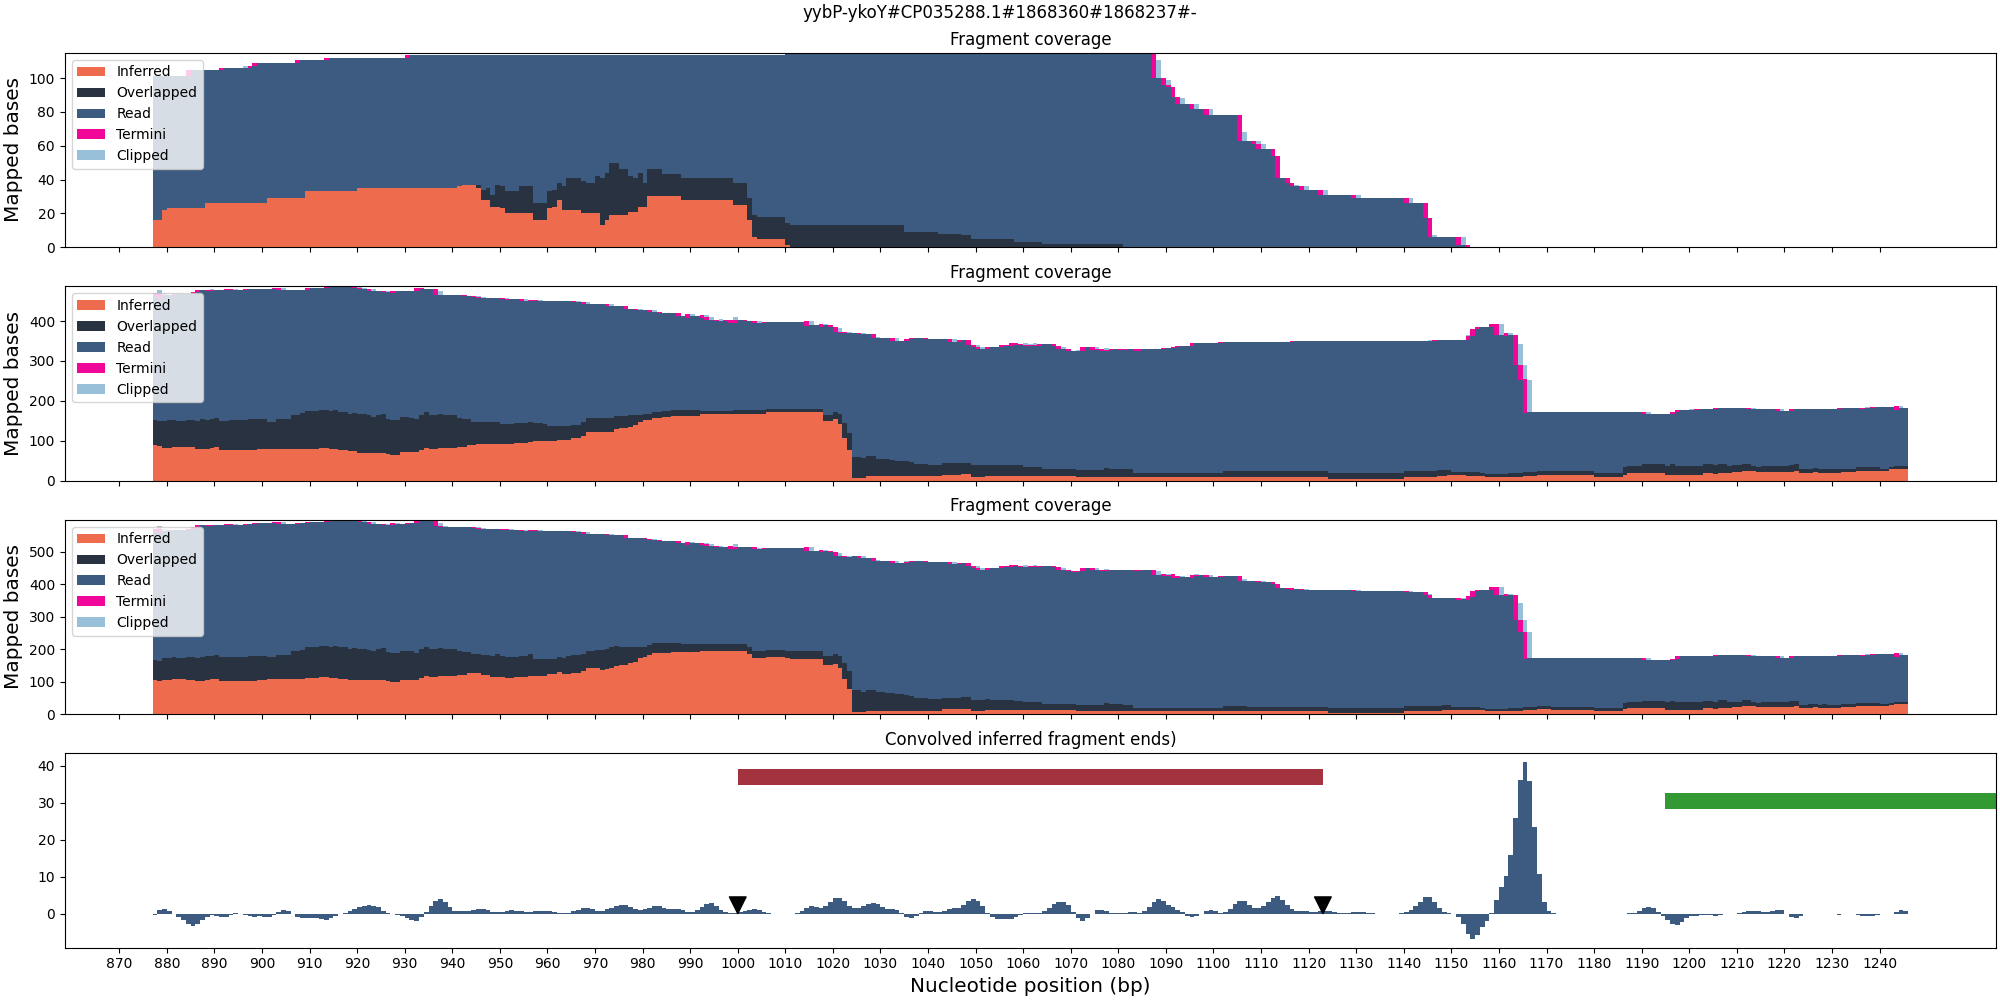 yybP-ykoY#CP035288.1#1868360#1868237#-
Fragment coverage
Mapped bases
100
80
60
40
20
0
Inferred
Overlapped
Read
Termini
Clipped
Fragment coverage
Mapped bases
400
300
200
100
0
Inferred
Overlapped
Read
Termini
Clipped
Fragment coverage
Mapped bases
500
400
300
200
100
0
Inferred
Overlapped
Read
Termini
Clipped
Convolved inferred fragment ends)
40
30
20
10
0
870 880 890 900 910 920 930 940 950 960 970 980 990 1000 1010 1020 1030 1040 1050 1060 1070 1080 1090 1100 1110 1120 1130 1140 1150 1160 1170 1180 1190 1200 1210 1220 1230 1240
Nucleotide position (bp)